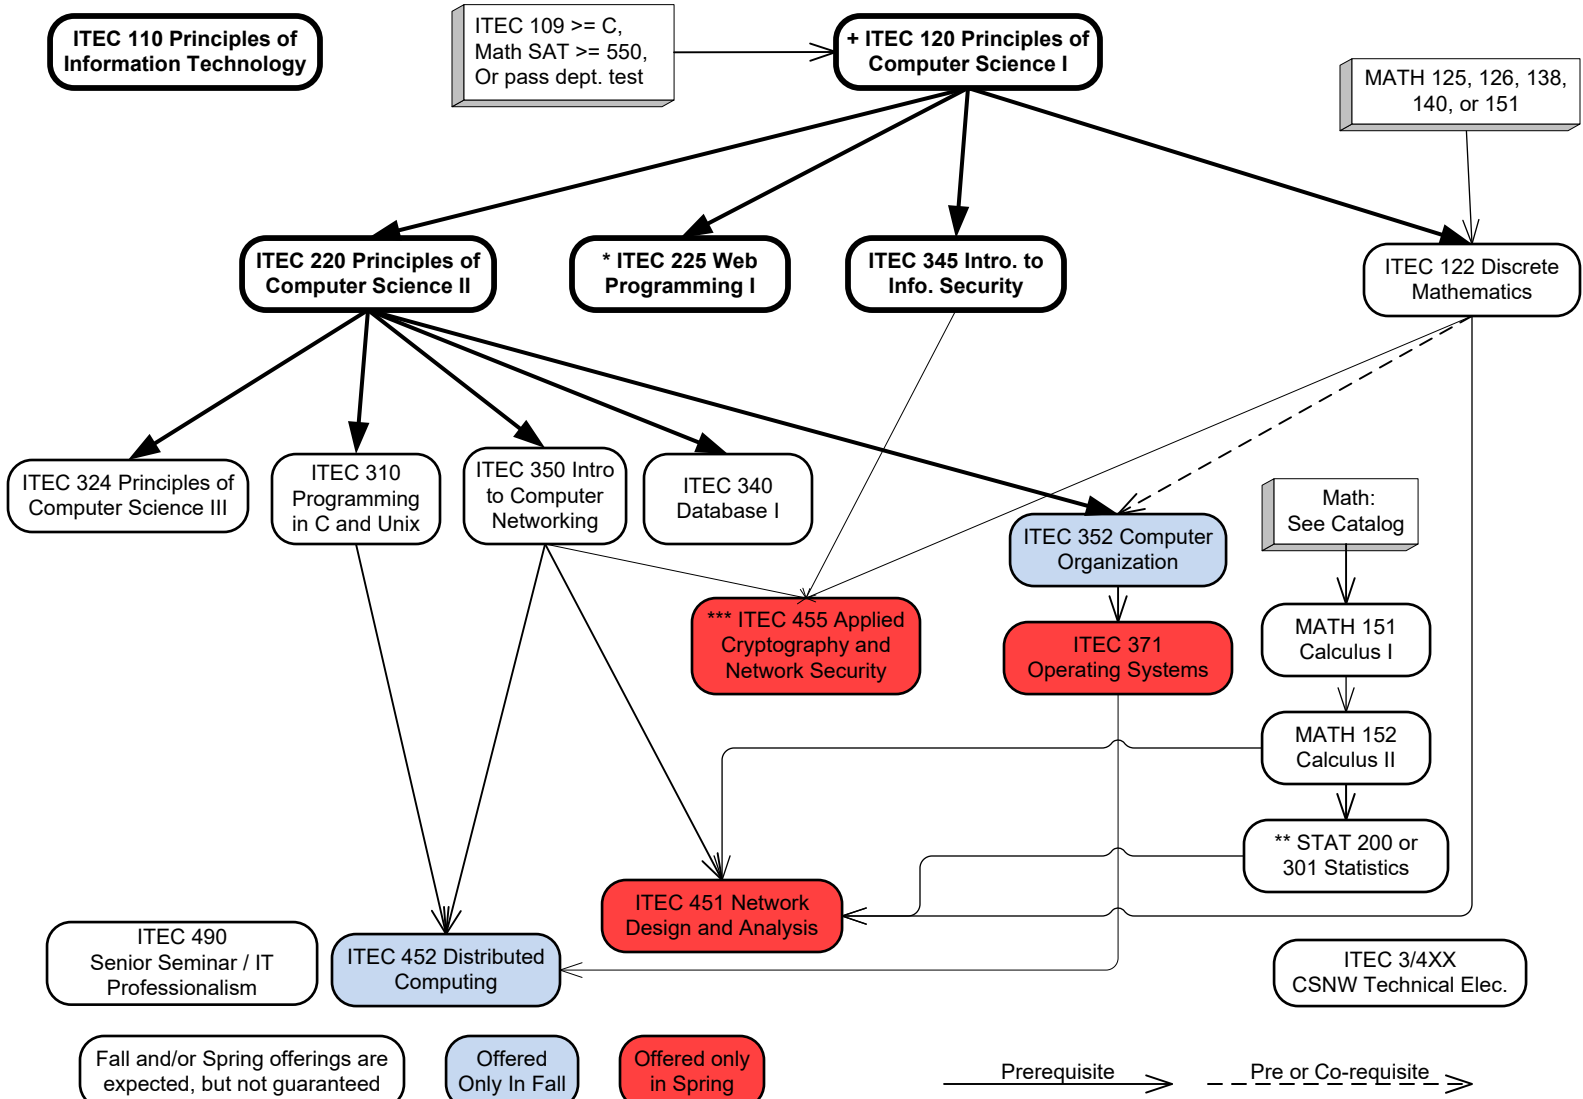 ITEC 110 Principles of
Information Technology
ITEC 109 >= C,
Math SAT >= 550,
Or pass dept. test
+ ITEC 120 Principles of
Computer Science I
MATH 125, 126, 138,
140, or 151
ITEC 220 Principles of
Computer Science II
* ITEC 225 Web
Programming I
ITEC 345 Intro. to
Info. Security
ITEC 122 Discrete
Mathematics
ITEC 324 Principles of
Computer Science III
ITEC 310
Programming
in C and Unix
ITEC 350 Intro
to Computer
Networking
ITEC 340
Database I
ITEC 352 Computer
Organization
Math:
See Catalog
*** ITEC 455 Applied
Cryptography and
Network Security
ITEC 371
Operating Systems
MATH 151
Calculus I
MATH 152
Calculus II
** STAT 200 or
301 Statistics
ITEC 451 Network
Design and Analysis
ITEC 490
Senior Seminar / IT
Professionalism
ITEC 452 Distributed
Computing
ITEC 3/4XX
CSNW Technical Elec.
Fall and/or Spring offerings are
expected, but not guaranteed
Offered
Only In Fall
Offered only
in Spring
Prerequisite
Pre or Co-requisite